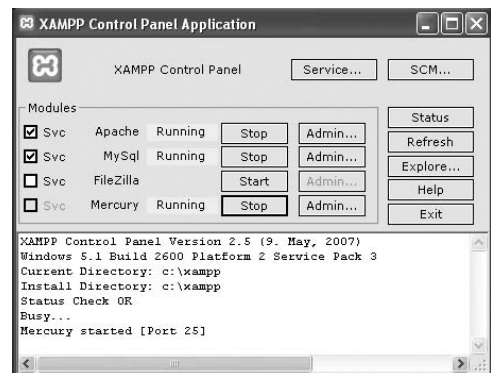 XAMPP Control Panel Application
XAMPP Control Panel Service... SCM...
Modules
Svc Apache Running Stop Admin...
Svc MySql Running Stop Admin...
Svc FileZilla Start Admin...
Svc Mercury Running Stop Admin...
Status
Refresh
Explore...
Help
Exit
XAMPP Control Panel Version 2.5 (9. May, 2007)
Windows 5.1 Build 2600 Platform 2 Service Pack 3
Current Directory: c:\xampp
Install Directory: c:\xampp
Status Check OK
Busy...
Mercury started [Port 25]